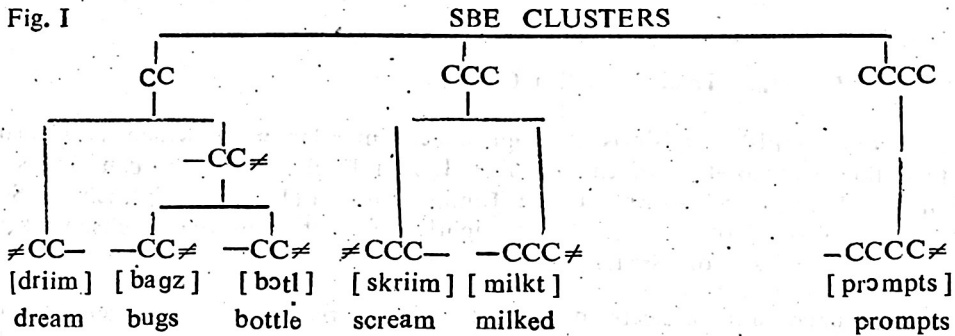 Fig. I SBE CLUSTERS
CC CCC CCCC
—CC≠
≠CC— —CC≠ —CC≠ ≠CCC— —CCC≠ —CCCC≠
[driim] [bagz] [bɔtl] [skriim] [milkt] [prɔmpts]
dream bugs bottle scream milked prompts